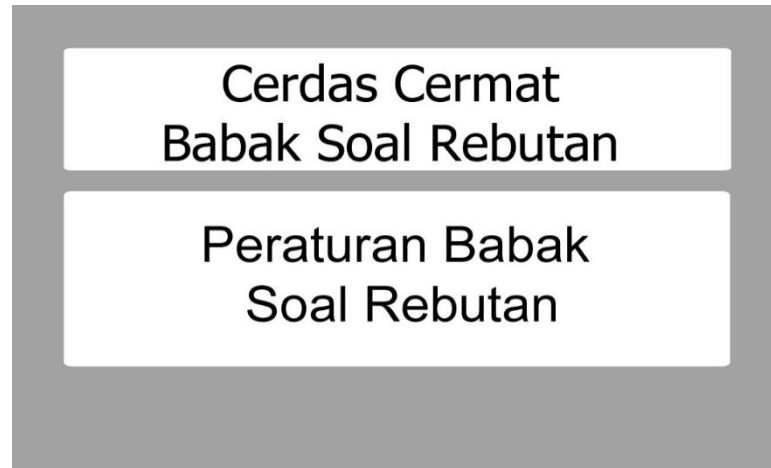 Cerdas Cermat
Babak Soal Rebutan
Peraturan Babak
Soal Rebutan